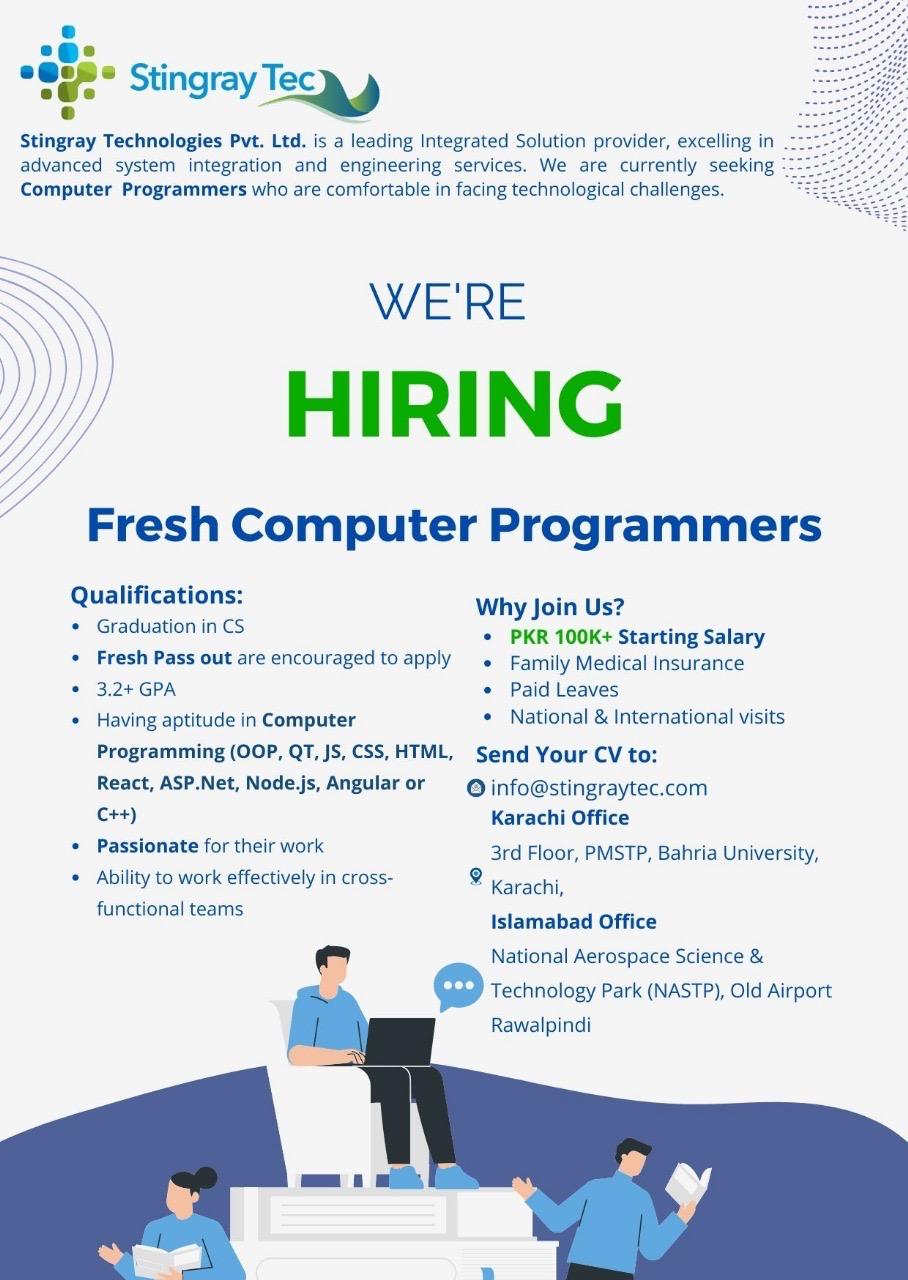 Stingray Tec
Stingray Technologies Pvt. Ltd. is a leading Integrated Solution provider, excelling in
advanced system integration and engineering services. We are currently seeking
Computer Programmers who are comfortable in facing technological challenges.
WE'RE
HIRING
Fresh Computer Programmers
Qualifications:
• Graduation in CS
• Fresh Pass out are encouraged to apply
• 3.2+ GPA
• Having aptitude in Computer
Programming (OOP, QT, JS, CSS, HTML,
React, ASP.Net, Node.js, Angular or
C++)
• Passionate for their work
• Ability to work effectively in cross-
functional teams
Why Join Us?
• PKR 100K+ Starting Salary
• Family Medical Insurance
• Paid Leaves
• National & International visits
Send Your CV to:
info@stingraytec.com
Karachi Office
3rd Floor, PMSTP, Bahria University,
Karachi,
Islamabad Office
National Aerospace Science &
Technology Park (NASTP), Old Airport
Rawalpindi